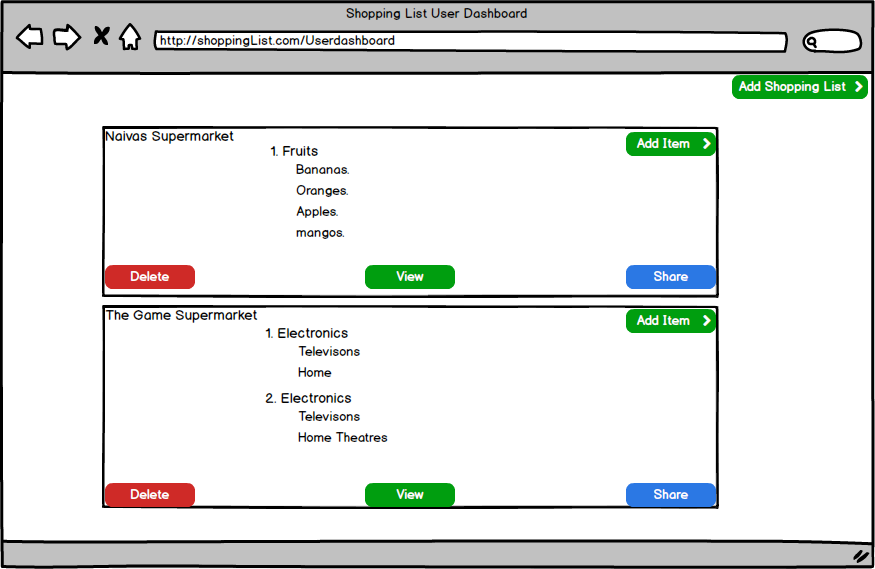 Shopping List User Dashboard
http://shoppingList.com/Userdashboard
Add Shopping List
Naivas Supermarket
Add Item
1. Fruits
Bananas.
Oranges.
Apples.
mangos.
Delete
View
Share
The Game Supermarket
Add Item
1. Electronics
Televisons
Home
2. Electronics
Televisons
Home Theatres
Delete
View
Share